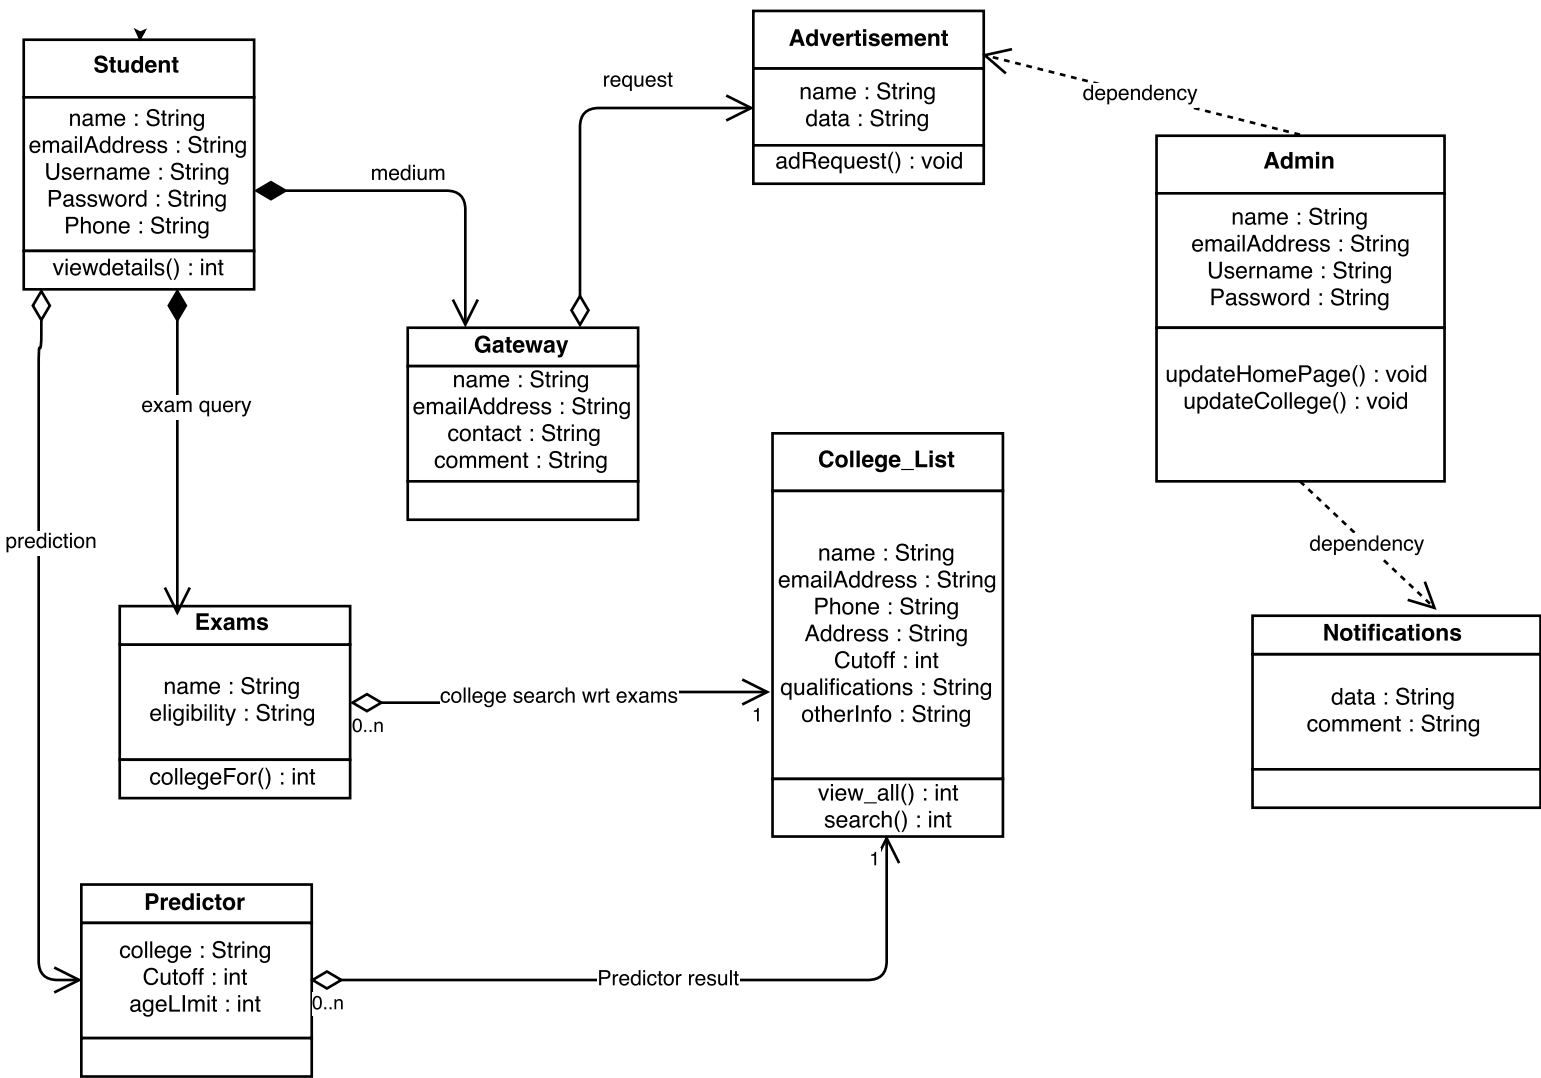 Student
name : String
emailAddress : String
Username : String
Password : String
Phone : String
viewdetails() : int
medium
request
Advertisement
name : String
data : String
adRequest() : void
dependency
Admin
name : String
emailAddress : String
Username : String
Password : String
updateHomePage() : void
updateCollege() : void
Gateway
name : String
emailAddress : String
contact : String
comment : String
exam query
prediction
College_List
name : String
emailAddress : String
Phone : String
Address : String
Cutoff : int
qualifications : String
otherInfo : String
view_all() : int
search() : int
dependency
Notifications
data : String
comment : String
Exams
name : String
eligibility : String
collegeFor() : int
0..n
college search wrt exams
1
1
Predictor
college : String
Cutoff : int
ageLImit : int
0..n
Predictor result